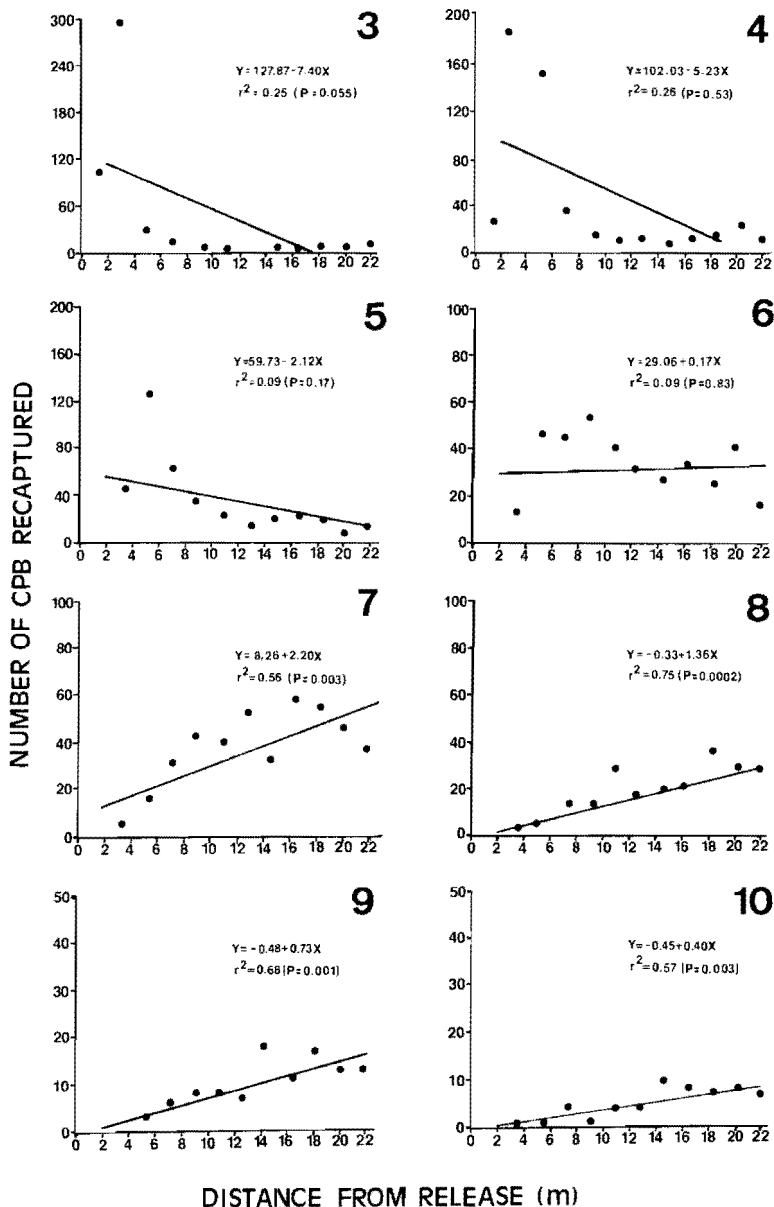 3
300
240
180
120
60
0
Y=127.87-7.40X
r²=0.25 (P=0.055)
0 2 4 6 8 10 12 14 16 18 20 22
4
200
160
120
80
40
0
Y=102.03-5.23X
r²=0.26 (P=0.53)
0 2 4 6 8 10 12 14 16 18 20 22
5
200
160
120
80
40
0
Y=59.73-2.12X
r²=0.09 (P=0.17)
0 2 4 6 8 10 12 14 16 18 20 22
6
100
80
60
40
20
0
Y=29.06+0.17X
r²=0.09 (P=0.83)
0 2 4 6 8 10 12 14 16 18 20 22
NUMBER OF CPB RECAPTURED
7
100
80
60
40
20
0
Y=8.26+2.20X
r²=0.56 (P=0.003)
0 2 4 6 8 10 12 14 16 18 20 22
8
100
80
60
40
20
0
Y=-0.33+1.36X
r²=0.75 (P=0.0002)
0 2 4 6 8 10 12 14 16 18 20 22
9
50
40
30
20
10
0
Y=-0.48+0.73X
r²=0.68 (P=0.001)
0 2 4 6 8 10 12 14 16 18 20 22
10
50
40
30
20
10
0
Y=-0.45+0.40X
r²=0.57 (P=0.003)
0 2 4 6 8 10 12 14 16 18 20 22
DISTANCE FROM RELEASE (m)